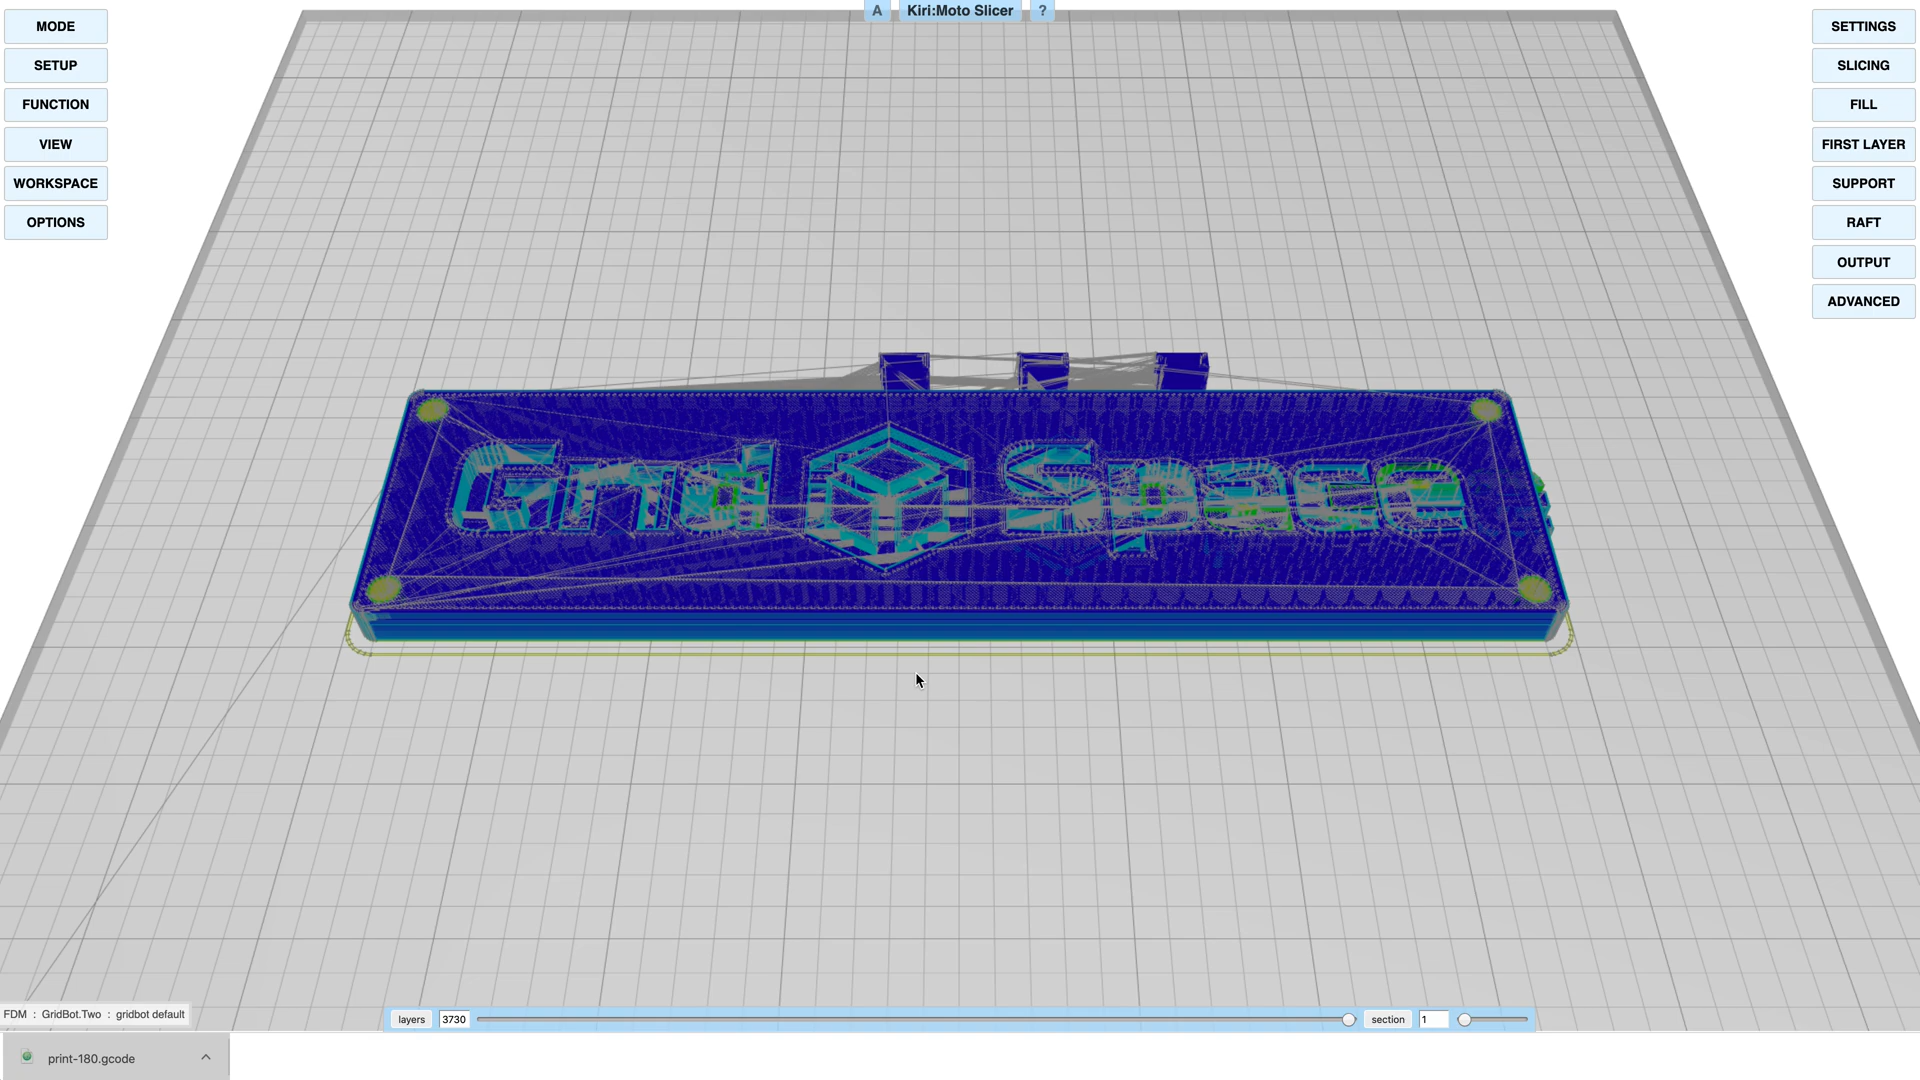 A Kiri:Moto Slicer ?
MODE
SETUP
FUNCTION
VIEW
WORKSPACE
OPTIONS
SETTINGS
SLICING
FILL
FIRST LAYER
SUPPORT
RAFT
OUTPUT
ADVANCED
Grid Space
FDM : GridBot.Two : gridbot default
layers 3730 section 1
print-180.gcode